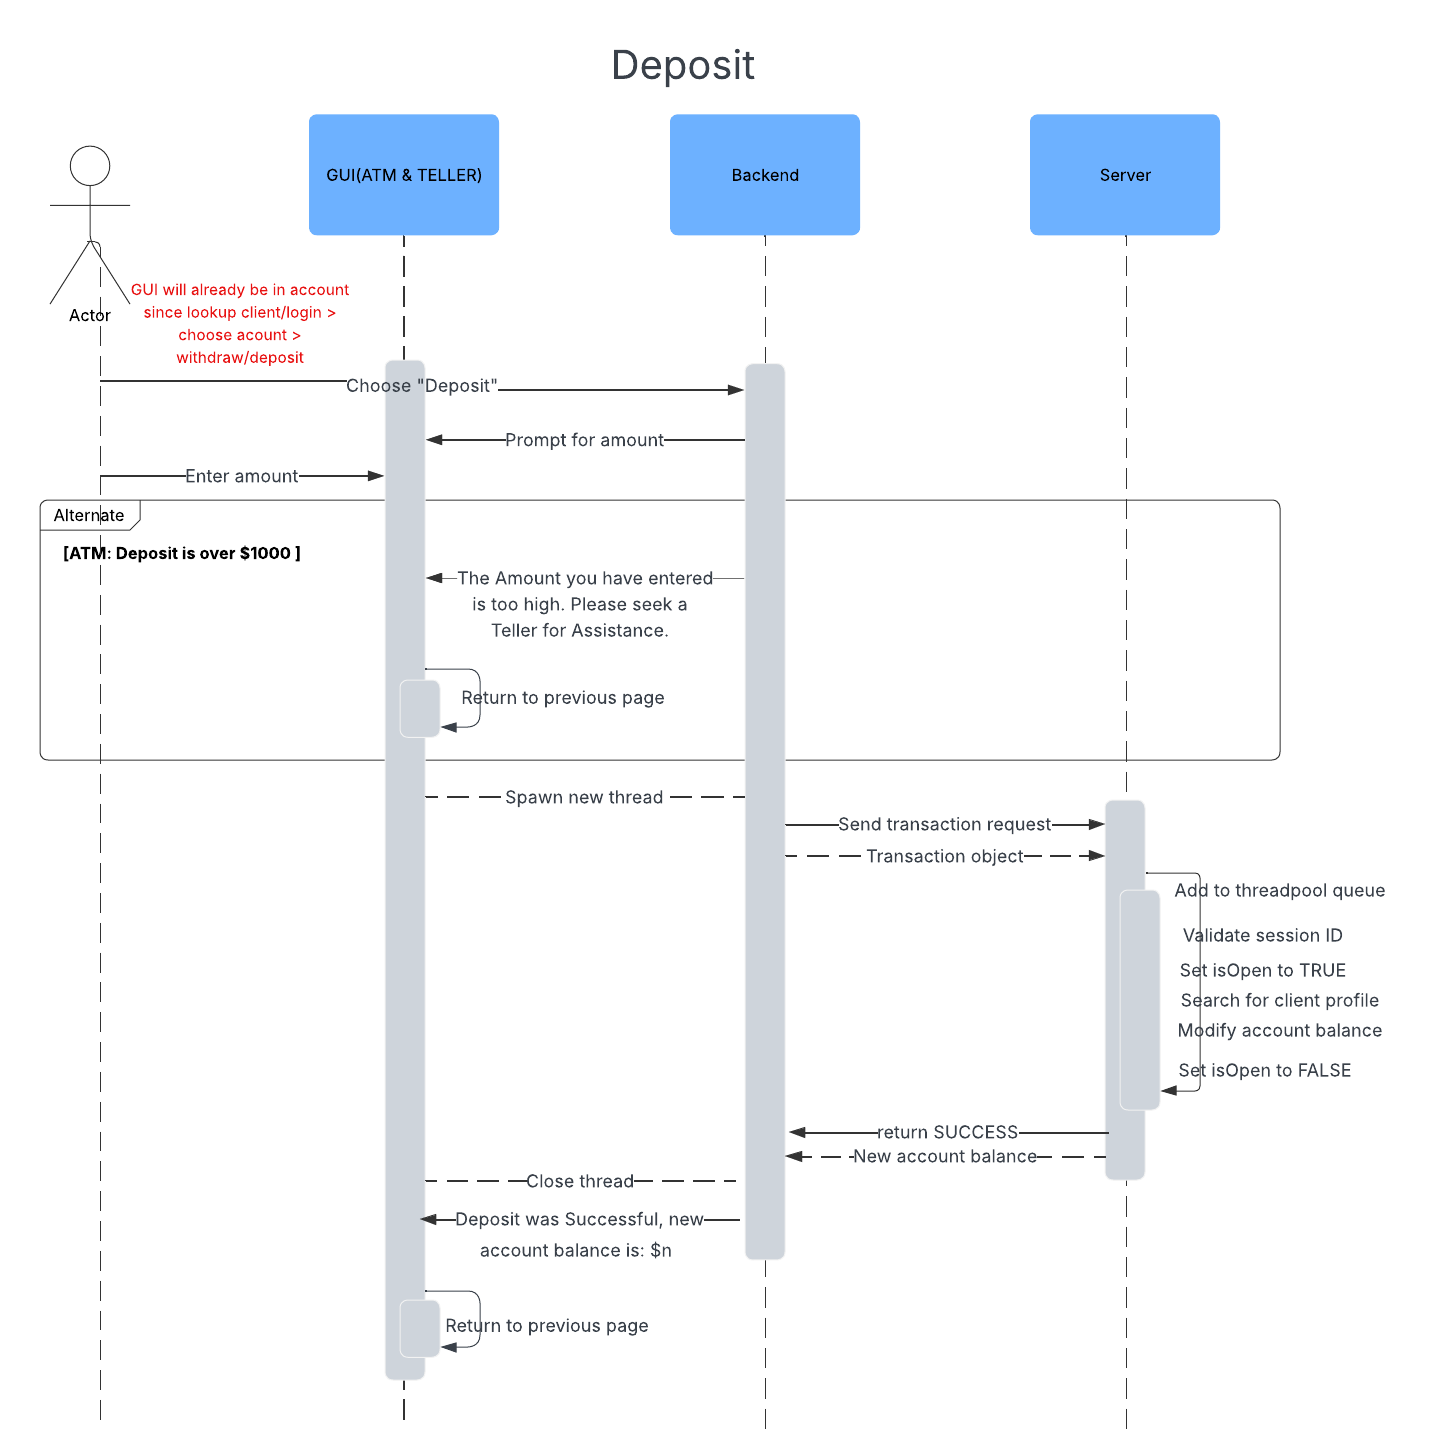 Deposit
GUI(ATM & TELLER)
Backend
Server
Actor
GUI will already be in account
since lookup client/login >
choose acount >
withdraw/deposit
Choose "Deposit"
Prompt for amount
Enter amount
Alternate
[ATM: Deposit is over $1000 ]
The Amount you have entered
is too high. Please seek a
Teller for Assistance.
Return to previous page
Spawn new thread
Send transaction request
Transaction object
Add to threadpool queue
Validate session ID
Set isOpen to TRUE
Search for client profile
Modify account balance
Set isOpen to FALSE
return SUCCESS
New account balance
Close thread
Deposit was Successful, new
account balance is: $n
Return to previous page